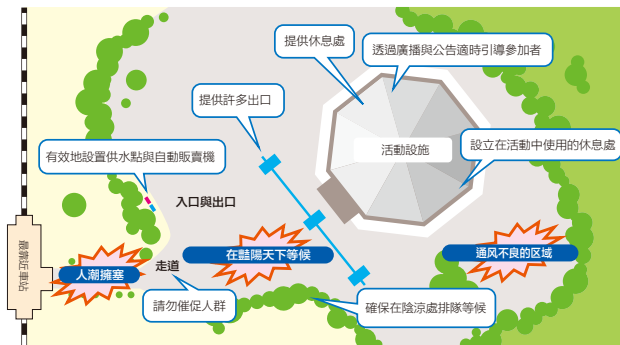 提供休息處
透過廣播與公告適時引導參加者
提供許多出口
活動設施
有效地設置供水點與自動販賣機
設立在活動中使用的休息處
入口與出口
最靠近車站
人潮擁塞
走道
在豔陽天下等候
通风不良的区域
請勿催促人群
確保在陰涼處排隊等候